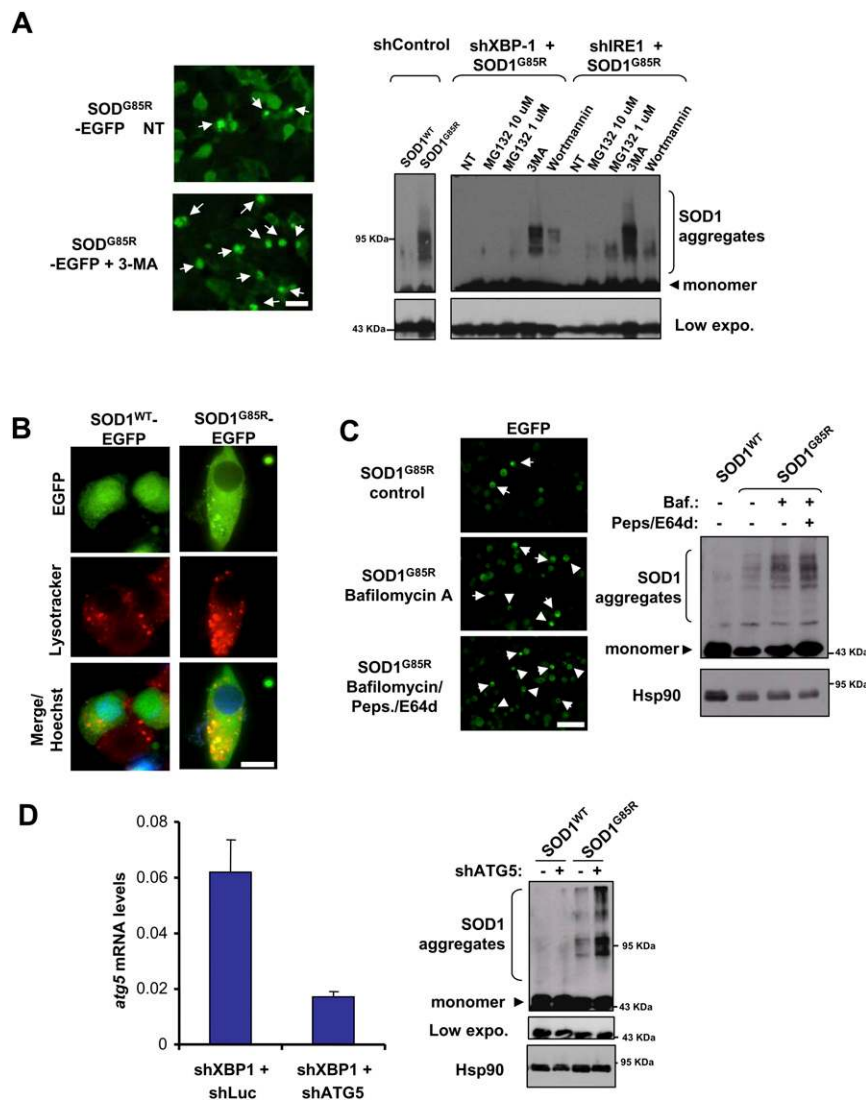 A
SOD^G85R
-EGFP NT
SOD^G85R
-EGFP + 3-MA
shControl
shXBP-1 +
SOD1^G85R
shIRE1 +
SOD1^G85R
SOD1^WT
SOD1^G85R
NT
MG132 10 uM
MG132 1 uM
3MA
Wortmannin
NT
MG132 10 uM
MG132 1 uM
3MA
Wortmannin
95 KDa
SOD1
aggregates
monomer
43 KDa
Low expo.
B
SOD1^WT-
EGFP
SOD1^G85R-
EGFP
EGFP
Lysotracker
Merge/
Hoechst
C
EGFP
SOD1^G85R
control
SOD1^G85R
Bafilomycin A
SOD1^G85R
Bafilomycin/
Peps./E64d
SOD1^WT
SOD1^G85R
Baf.: - - + +
Peps/E64d: - - - +
SOD1
aggregates
monomer
43 KDa
95 KDa
Hsp90
D
atg5 mRNA levels
0.08
0.06
0.04
0.02
0
shXBP1 +
shLuc
shXBP1 +
shATG5
SOD1^WT
SOD1^G85R
shATG5: - + - +
SOD1
aggregates
95 KDa
monomer
43 KDa
Low expo.
43 KDa
Hsp90
95 KDa